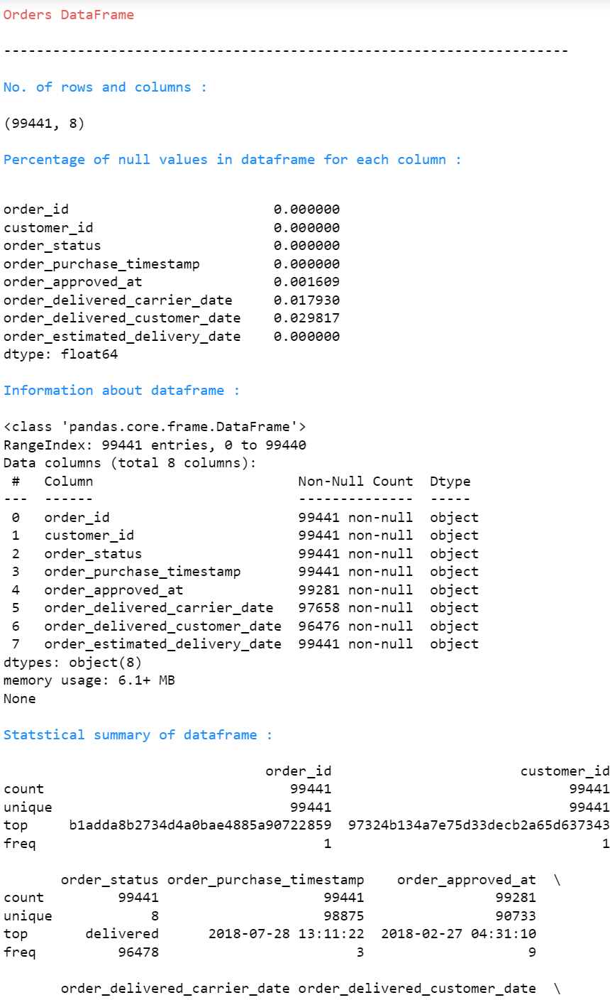 Orders DataFrame
---------------------------------------------------------------------
No. of rows and columns :
(99441, 8)
Percentage of null values in dataframe for each column :
order_id                         0.000000
customer_id                      0.000000
order_status                     0.000000
order_purchase_timestamp         0.000000
order_approved_at                0.001609
order_delivered_carrier_date     0.017930
order_delivered_customer_date    0.029817
order_estimated_delivery_date    0.000000
dtype: float64
Information about dataframe :
<class 'pandas.core.frame.DataFrame'>
RangeIndex: 99441 entries, 0 to 99440
Data columns (total 8 columns):
 #   Column                         Non-Null Count  Dtype
---  ------                         --------------  -----
 0   order_id                       99441 non-null  object
 1   customer_id                    99441 non-null  object
 2   order_status                   99441 non-null  object
 3   order_purchase_timestamp       99441 non-null  object
 4   order_approved_at              99281 non-null  object
 5   order_delivered_carrier_date   97658 non-null  object
 6   order_delivered_customer_date  96476 non-null  object
 7   order_estimated_delivery_date  99441 non-null  object
dtypes: object(8)
memory usage: 6.1+ MB
None
Statstical summary of dataframe :
                                order_id                       customer_id
count                              99441                             99441
unique                             99441                             99441
top     b1adda8b2734d4a0bae4885a90722859  97324b134a7e75d33decb2a65d637343
freq                                   1                                 1
       order_status order_purchase_timestamp    order_approved_at  \
count         99441                    99441                99281
unique            8                    98875                90733
top       delivered      2018-07-28 13:11:22  2018-02-27 04:31:10
freq          96478                        3                    9
       order_delivered_carrier_date order_delivered_customer_date  \